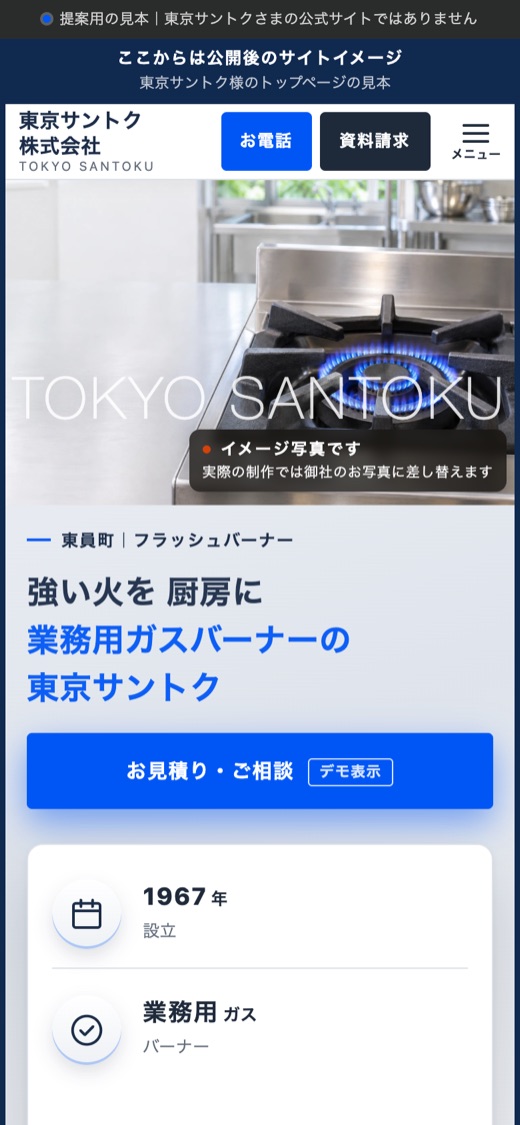 提案用の見本｜東京サントクさまの公式サイトではありません
ここからは公開後のサイトイメージ
東京サントク様のトップページの見本
東京サントク
株式会社
TOKYO SANTOKU
お電話
資料請求
メニュー
TOKYO SANTOKU
イメージ写真です
実際の制作では御社のお写真に差し替えます
東員町｜フラッシュバーナー
強い火を 厨房に
業務用ガスバーナーの
東京サントク
お見積り・ご相談 デモ表示
1967 年
設立
業務用 ガス
バーナー